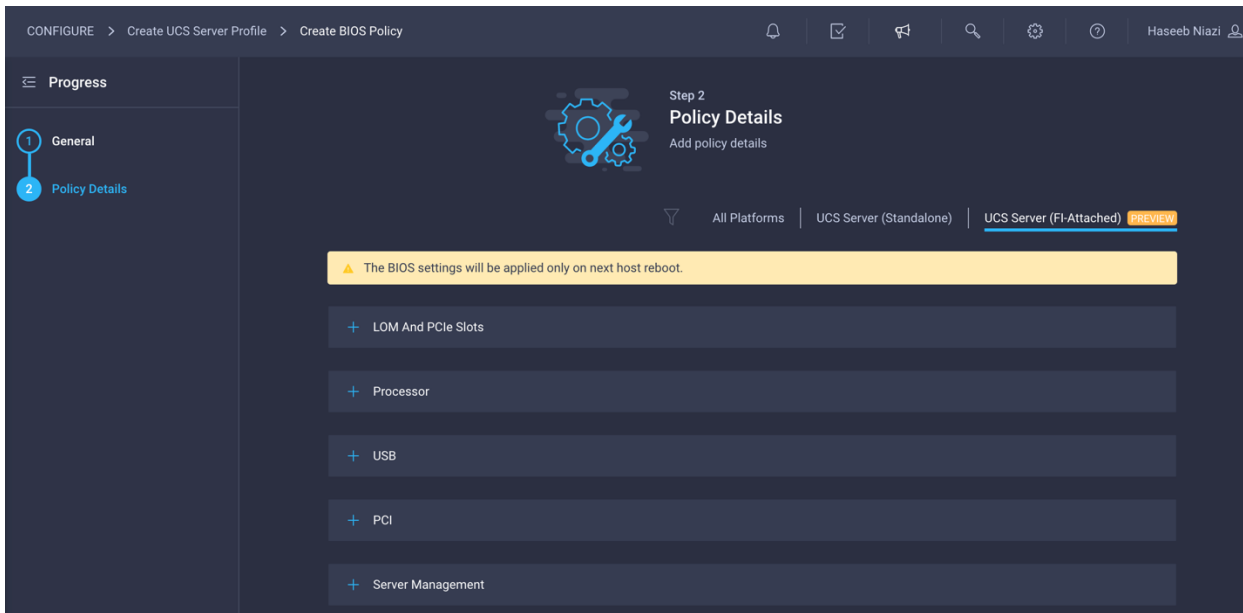 CONFIGURE > Create UCS Server Profile > Create BIOS Policy
Haseeb Niazi
Progress
1 General
2 Policy Details
Step 2
Policy Details
Add policy details
All Platforms | UCS Server (Standalone) | UCS Server (FI-Attached) PREVIEW
The BIOS settings will be applied only on next host reboot.
+ LOM And PCIe Slots
+ Processor
+ USB
+ PCI
+ Server Management